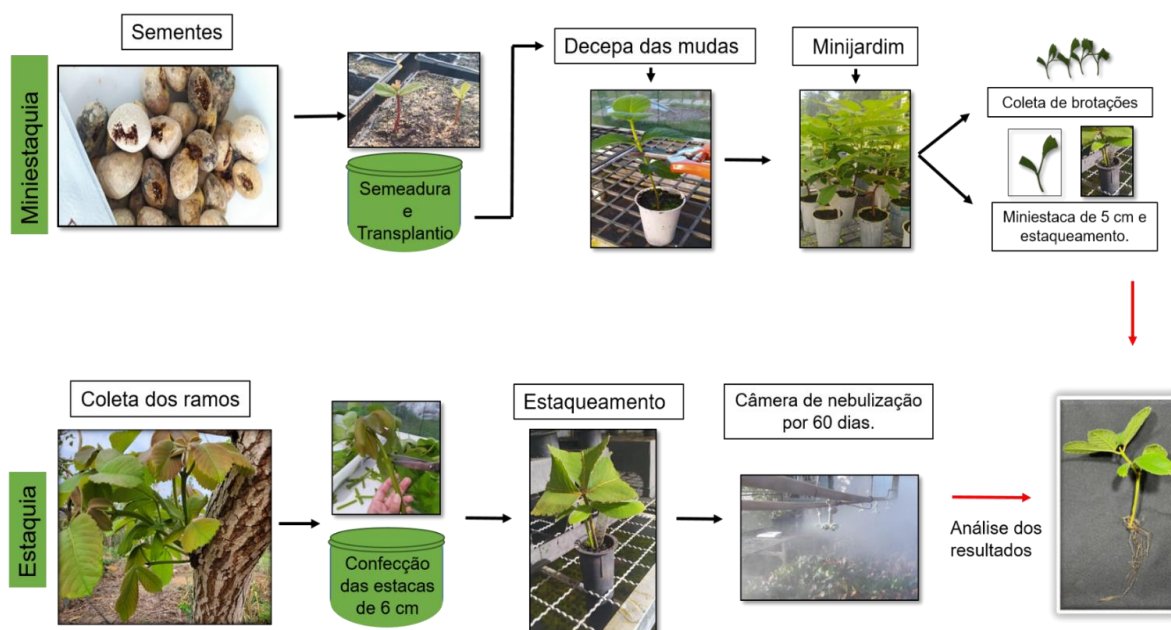 Miniestaquia
Sementes
Semeadura
e
Transplantio
Decepa das mudas
Minijardim
Coleta de brotações
Miniestaca de 5 cm e
estaqueamento.
Estaquia
Coleta dos ramos
Confecção
das estacas
de 6 cm
Estaqueamento
Câmera de nebulização
por 60 dias.
Análise dos
resultados